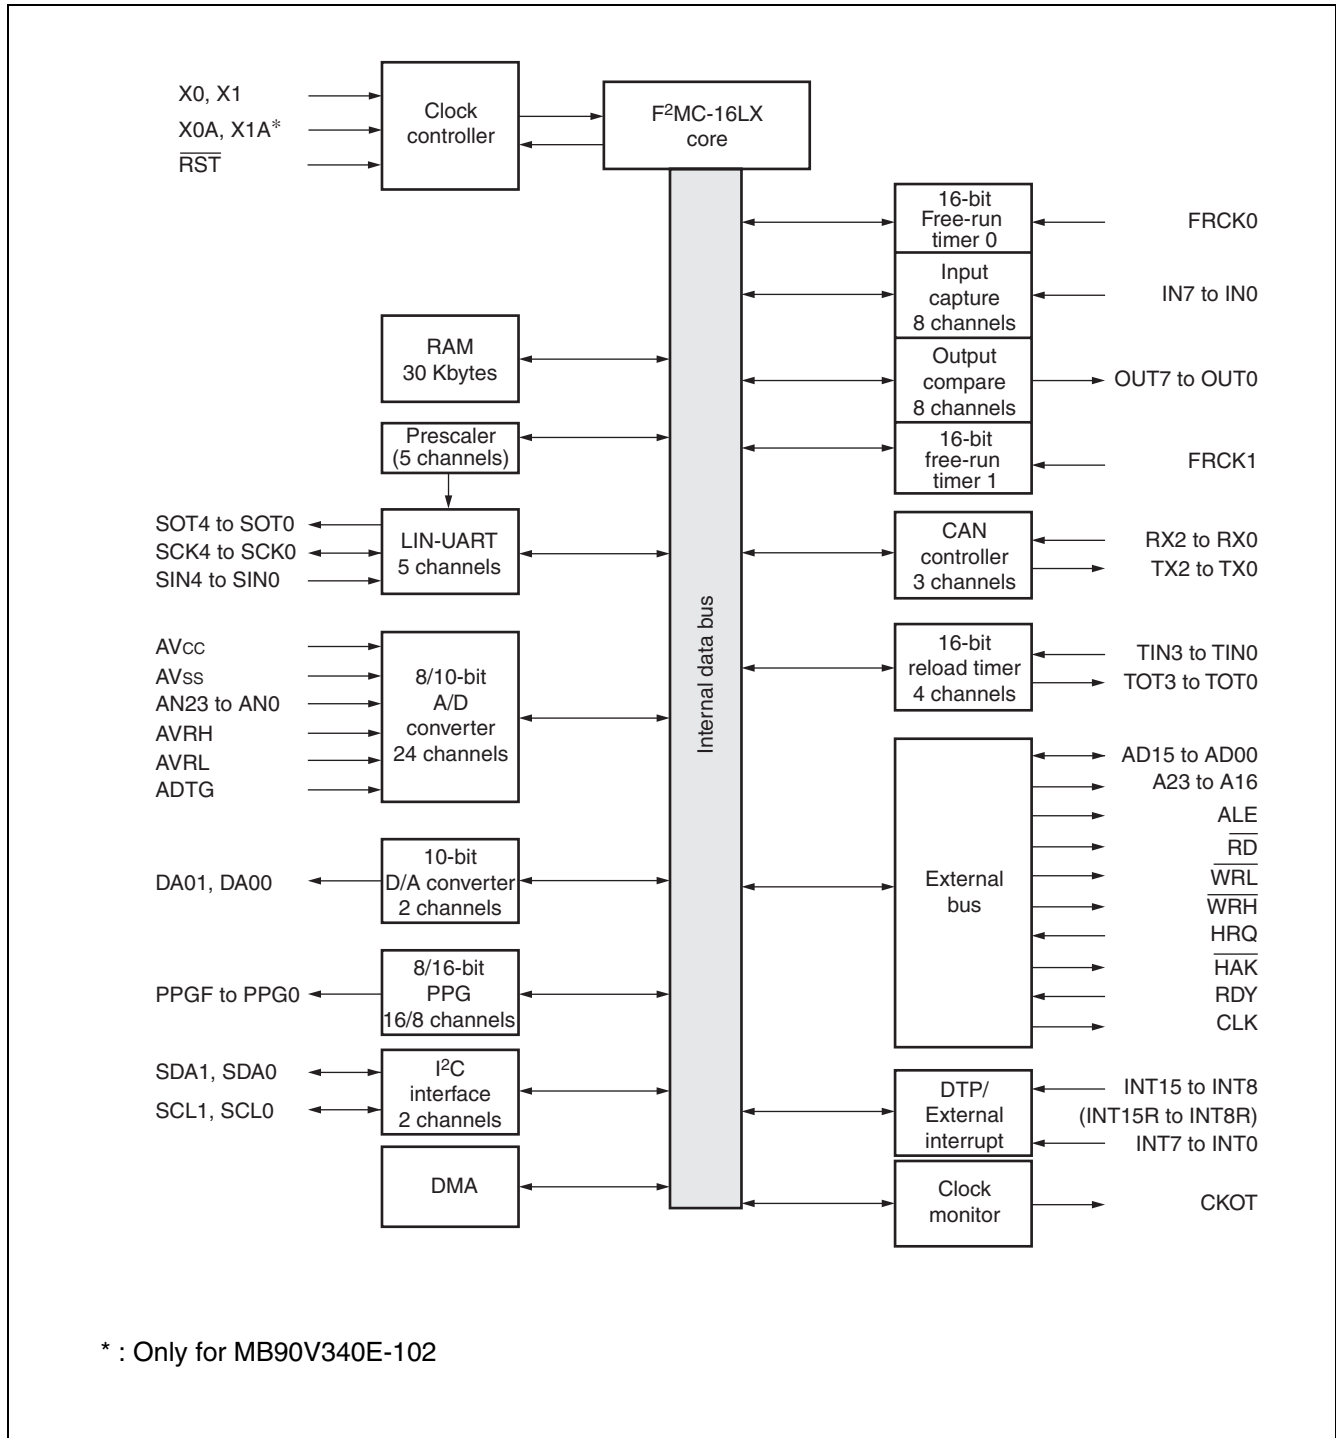 X0, X1
X0A, X1A*
RST
Clock
controller
F²MC-16LX
core
RAM
30 Kbytes
Prescaler
(5 channels)
SOT4 to SOT0
SCK4 to SCK0
SIN4 to SIN0
LIN-UART
5 channels
AVCC
AVSS
AN23 to AN0
AVRH
AVRL
ADTG
8/10-bit
A/D
converter
24 channels
DA01, DA00
10-bit
D/A converter
2 channels
PPGF to PPG0
8/16-bit
PPG
16/8 channels
SDA1, SDA0
SCL1, SCL0
I²C
interface
2 channels
DMA
Internal data bus
16-bit
Free-run
timer 0
FRCK0
Input
capture
8 channels
IN7 to IN0
Output
compare
8 channels
OUT7 to OUT0
16-bit
free-run
timer 1
FRCK1
CAN
controller
3 channels
RX2 to RX0
TX2 to TX0
16-bit
reload timer
4 channels
TIN3 to TIN0
TOT3 to TOT0
External
bus
AD15 to AD00
A23 to A16
ALE
RD
WRL
WRH
HRQ
HAK
RDY
CLK
DTP/
External
interrupt
INT15 to INT8
(INT15R to INT8R)
INT7 to INT0
Clock
monitor
CKOT
* : Only for MB90V340E-102